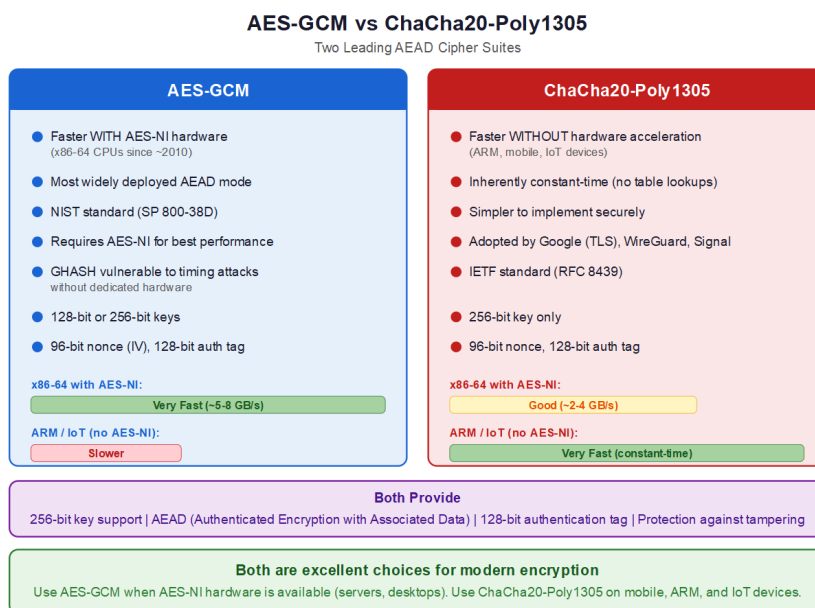 AES-GCM vs ChaCha20-Poly1305
Two Leading AEAD Cipher Suites
AES-GCM
Faster WITH AES-NI hardware
(x86-64 CPUs since ~2010)
Most widely deployed AEAD mode
NIST standard (SP 800-38D)
Requires AES-NI for best performance
GHASH vulnerable to timing attacks
without dedicated hardware
128-bit or 256-bit keys
96-bit nonce (IV), 128-bit auth tag
x86-64 with AES-NI:
Very Fast (~5-8 GB/s)
ARM / IoT (no AES-NI):
Slower
ChaCha20-Poly1305
Faster WITHOUT hardware acceleration
(ARM, mobile, IoT devices)
Inherently constant-time (no table lookups)
Simpler to implement securely
Adopted by Google (TLS), WireGuard, Signal
IETF standard (RFC 8439)
256-bit key only
96-bit nonce, 128-bit auth tag
x86-64 with AES-NI:
Good (~2-4 GB/s)
ARM / IoT (no AES-NI):
Very Fast (constant-time)
Both Provide
256-bit key support | AEAD (Authenticated Encryption with Associated Data) | 128-bit authentication tag | Protection against tampering
Both are excellent choices for modern encryption
Use AES-GCM when AES-NI hardware is available (servers, desktops). Use ChaCha20-Poly1305 on mobile, ARM, and IoT devices.